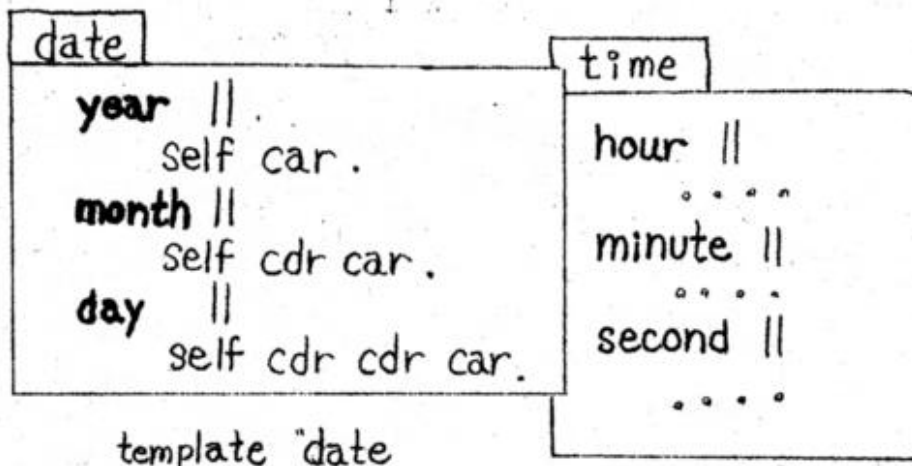 date
year ||
self car.
month ||
self cdr car.
day ||
self cdr cdr car.
template "date
time
hour ||
....
minute ||
....
second ||
....